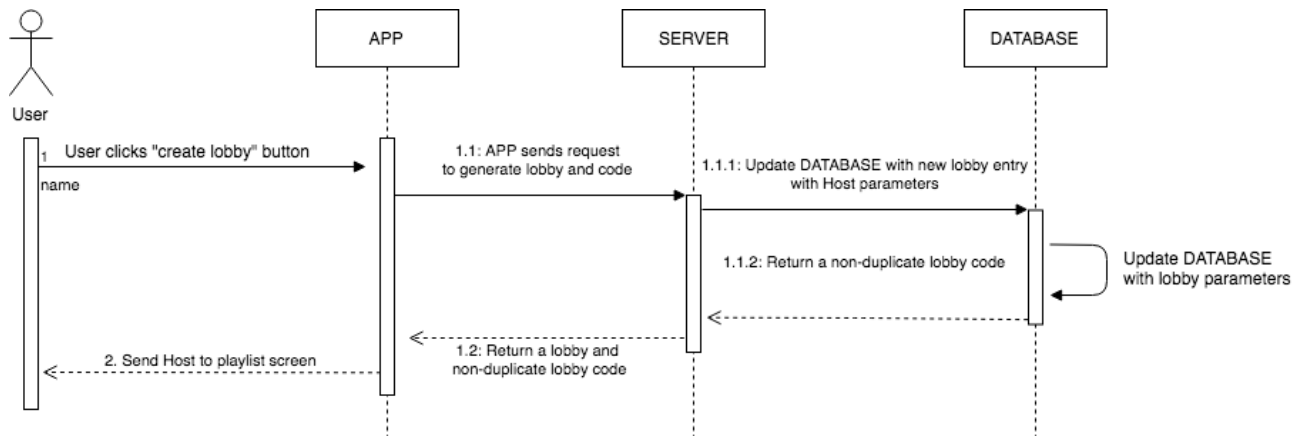 APP
SERVER
DATABASE
User
1
User clicks "create lobby" button
name
1.1: APP sends request
to generate lobby and code
1.1.1: Update DATABASE with new lobby entry
with Host parameters
1.1.2: Return a non-duplicate lobby code
Update DATABASE
with lobby parameters
1.2: Return a lobby and
non-duplicate lobby code
2. Send Host to playlist screen